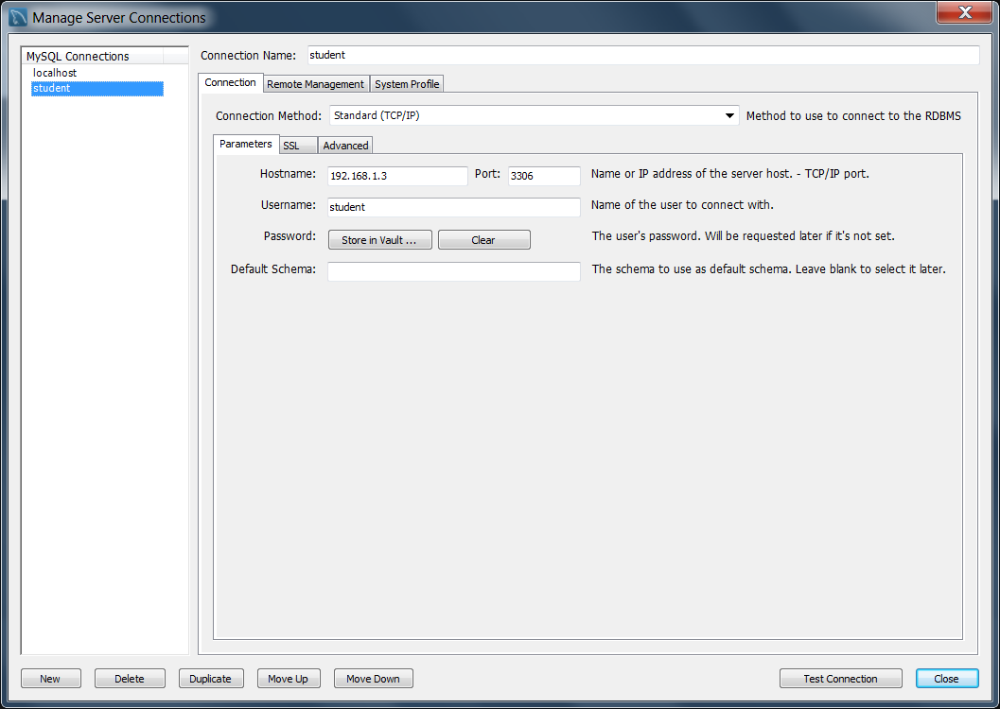 Manage Server Connections
MySQL Connections
localhost
student
Connection Name: student
Connection Remote Management System Profile
Connection Method: Standard (TCP/IP) Method to use to connect to the RDBMS
Parameters SSL Advanced
Hostname: 192.168.1.3 Port: 3306 Name or IP address of the server host. - TCP/IP port.
Username: student Name of the user to connect with.
Password: Store in Vault ... Clear The user's password. Will be requested later if it's not set.
Default Schema: The schema to use as default schema. Leave blank to select it later.
New Delete Duplicate Move Up Move Down Test Connection Close